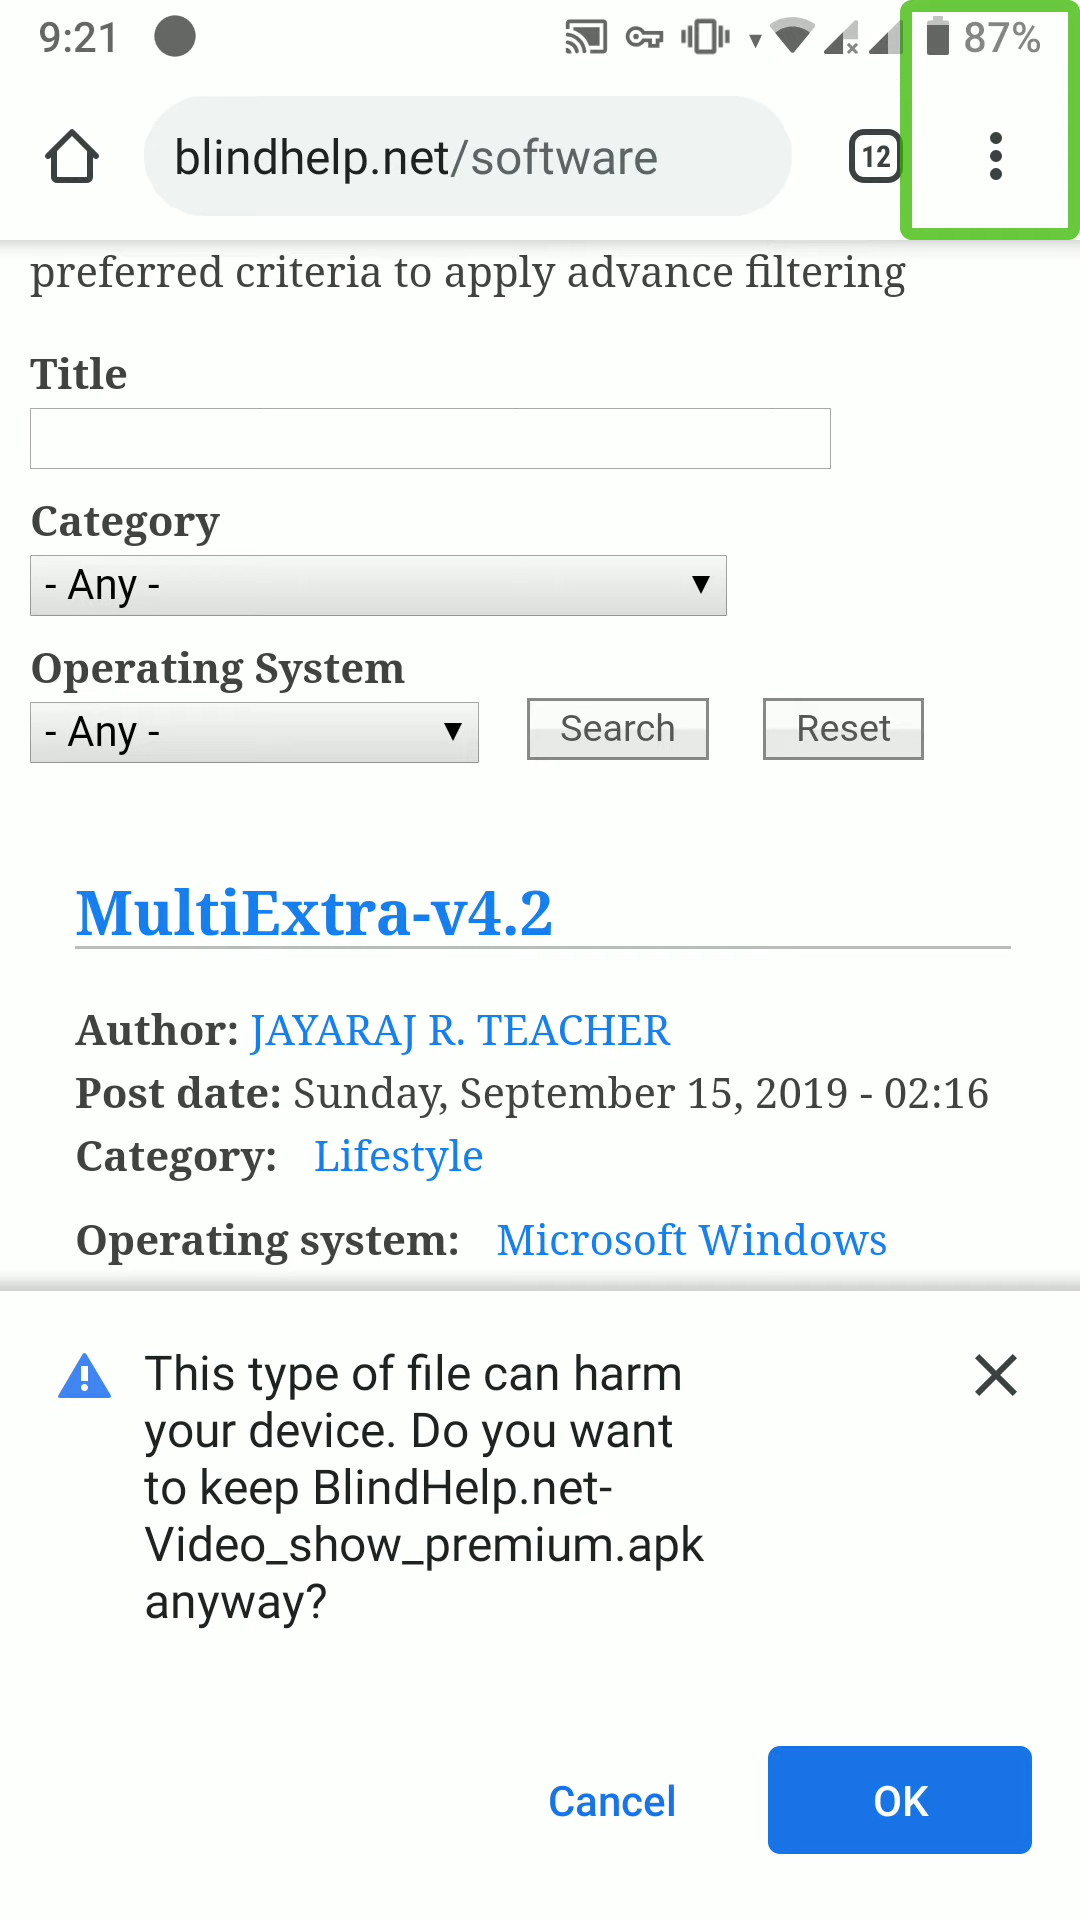 9:21
87%
blindhelp.net/software
12
preferred criteria to apply advance filtering
Title
Category
- Any -
Operating System
- Any -
Search
Reset
MultiExtra-v4.2
Author: JAYARAJ R. TEACHER
Post date: Sunday, September 15, 2019 - 02:16
Category: Lifestyle
Operating system: Microsoft Windows
This type of file can harm
your device. Do you want
to keep BlindHelp.net-
Video_show_premium.apk
anyway?
Cancel
OK